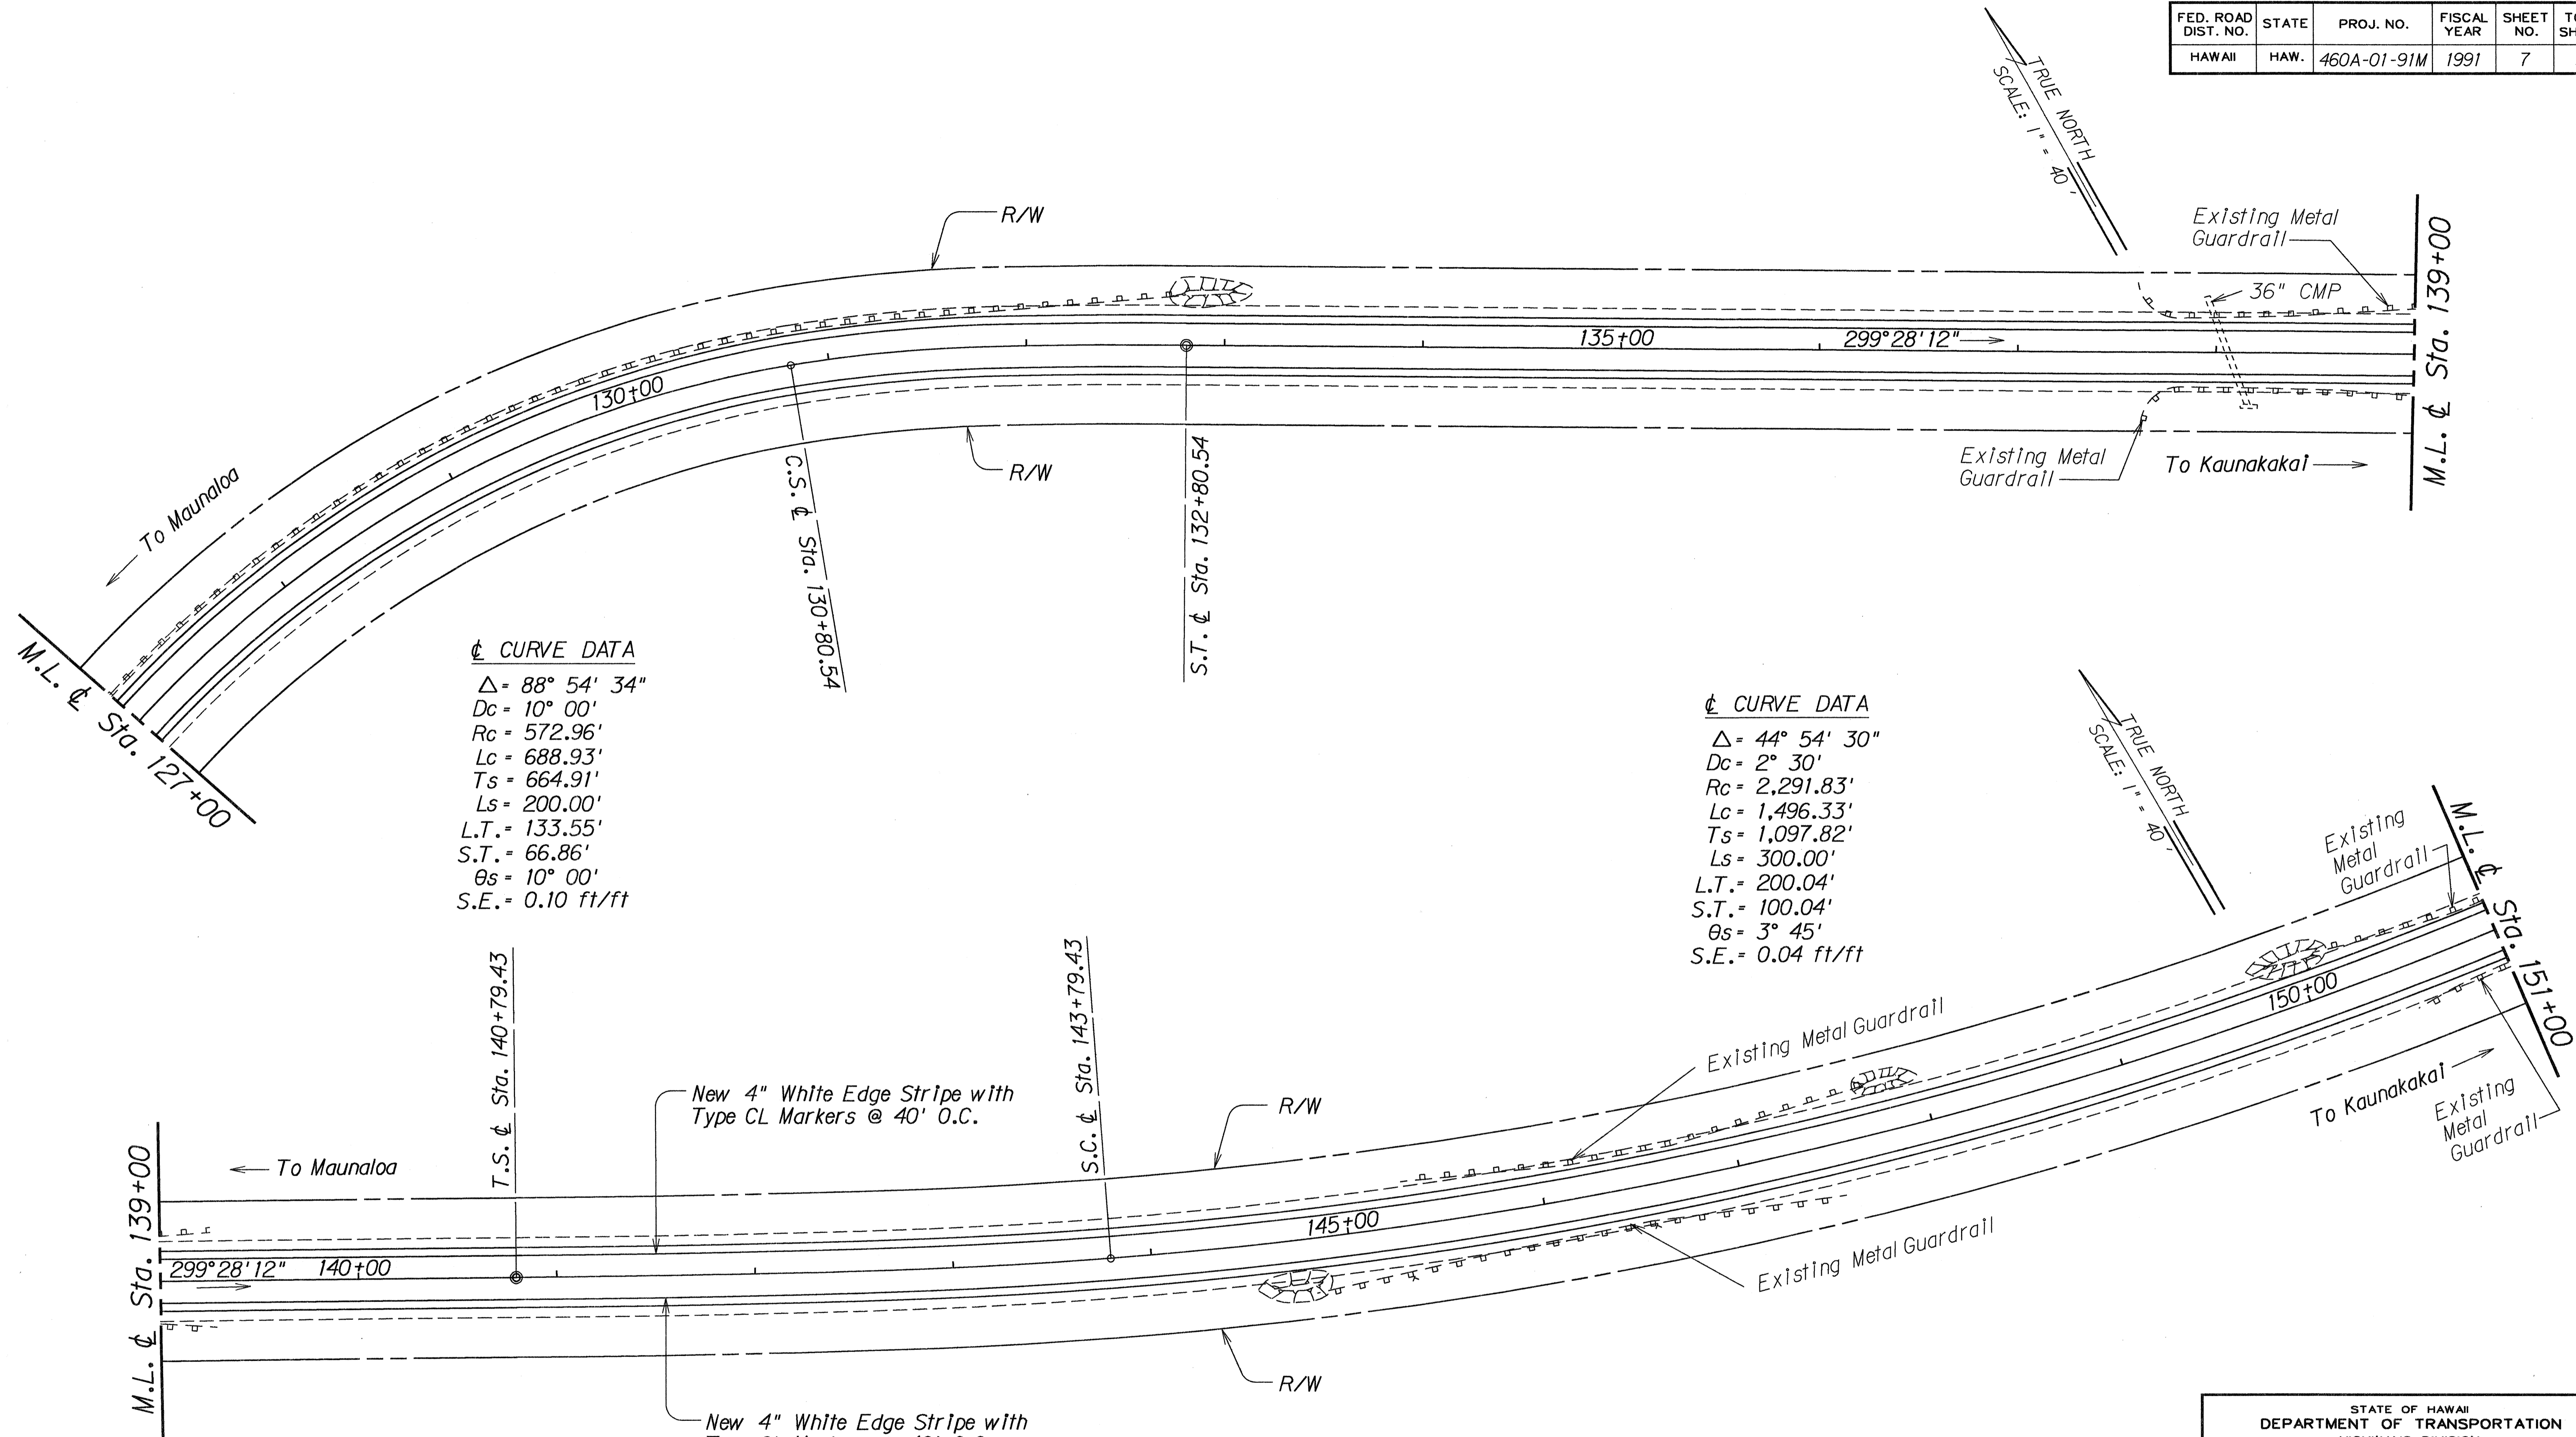 FED. ROAD DIST. NO. STATE PROJ. NO. FISCAL YEAR SHEET NO.
HAWAII HAW. 460A-01-91M 1991 7
TRUE NORTH
SCALE: 1" = 40'
R/W
Existing Metal
Guardrail
36" CMP
M.L. ℄ Sta. 139+00
130+00
135+00
299°28'12"
R/W
Existing Metal
Guardrail
To Kaunakakai
To Maunaloa
C.S. ℄ Sta. 130+80.54
S.T. ℄ Sta. 132+80.54
M.L. ℄ Sta. 127+00
℄ CURVE DATA
Δ = 88° 54' 34"
Dc = 10° 00'
Rc = 572.96'
Lc = 688.93'
Ts = 664.91'
Ls = 200.00'
L.T. = 133.55'
S.T. = 66.86'
θs = 10° 00'
S.E. = 0.10 ft/ft
℄ CURVE DATA
Δ = 44° 54' 30"
Dc = 2° 30'
Rc = 2,291.83'
Lc = 1,496.33'
Ts = 1,097.82'
Ls = 300.00'
L.T. = 200.04'
S.T. = 100.04'
θs = 3° 45'
S.E. = 0.04 ft/ft
TRUE NORTH
SCALE: 1" = 40'
Existing
Metal
Guardrail
M.L. ℄ Sta. 151+00
T.S. ℄ Sta. 140+79.43
S.C. ℄ Sta. 143+79.43
New 4" White Edge Stripe with
Type CL Markers @ 40' O.C.
R/W
Existing Metal Guardrail
150+00
To Kaunakakai
Existing
Metal
Guardrail
To Maunaloa
M.L. ℄ Sta. 139+00
299°28'12"
140+00
145+00
Existing Metal Guardrail
R/W
New 4" White Edge Stripe with
STATE OF HAWAII
DEPARTMENT OF TRANSPORTATION